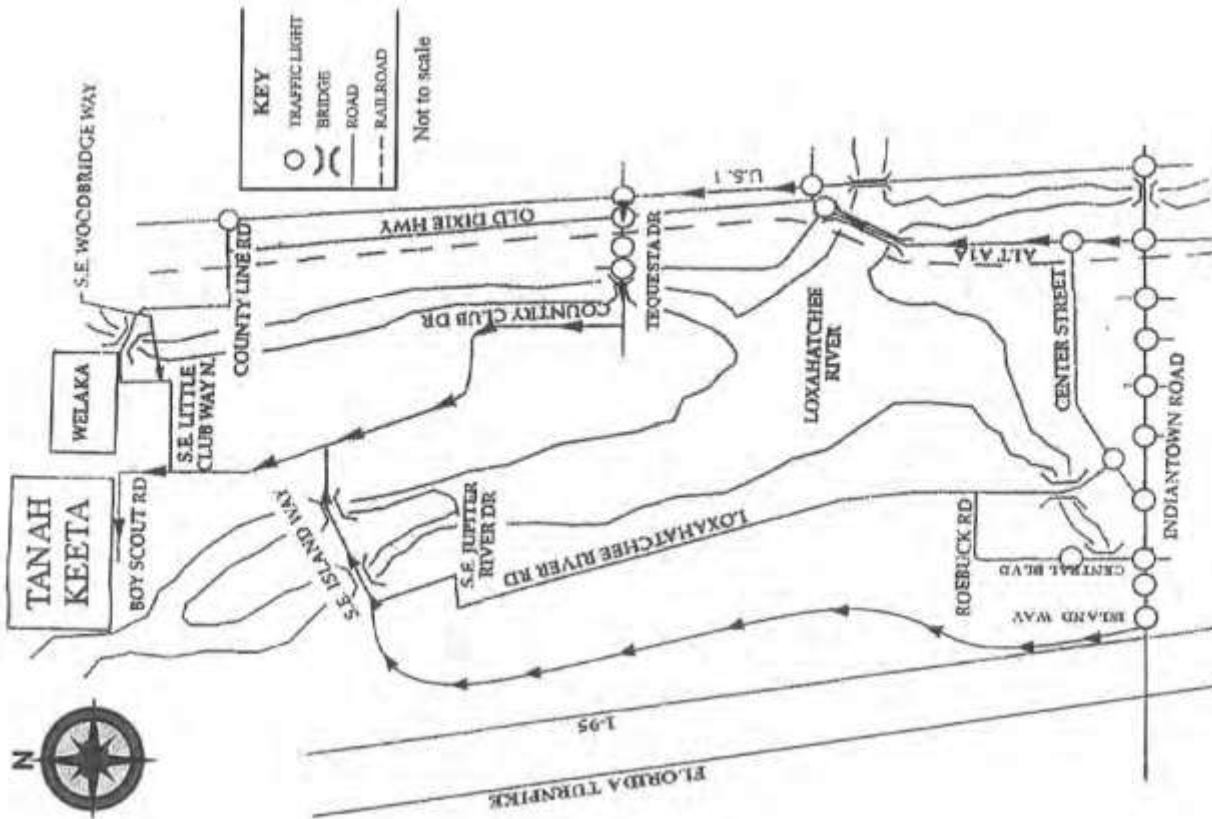 S.E. WOODBRIDGE WAY
KEY
TRAFFIC LIGHT
BRIDGE
ROAD
RAILROAD
Not to scale
WELAKA
TANAH
KEETA
COUNTY LINE RD
OLD DIXIE HWY
U.S. 1
S.E. LITTLE
CLUB WAY N.
BOY SCOUT RD
COUNTRY CLUB DR
TEQUESTA DR
S.E. ISLAND WAY
S.E. JUPITER
RIVER DR
LOXAHATCHEE RIVER RD
LOXAHATCHEE
RIVER
ALT A1A
CENTER STREET
ROEBUCK RD
CENTRAL BLVD
ISLAND WAY
INDIANTOWN ROAD
N
I-95
FLORIDA TURNPIKE